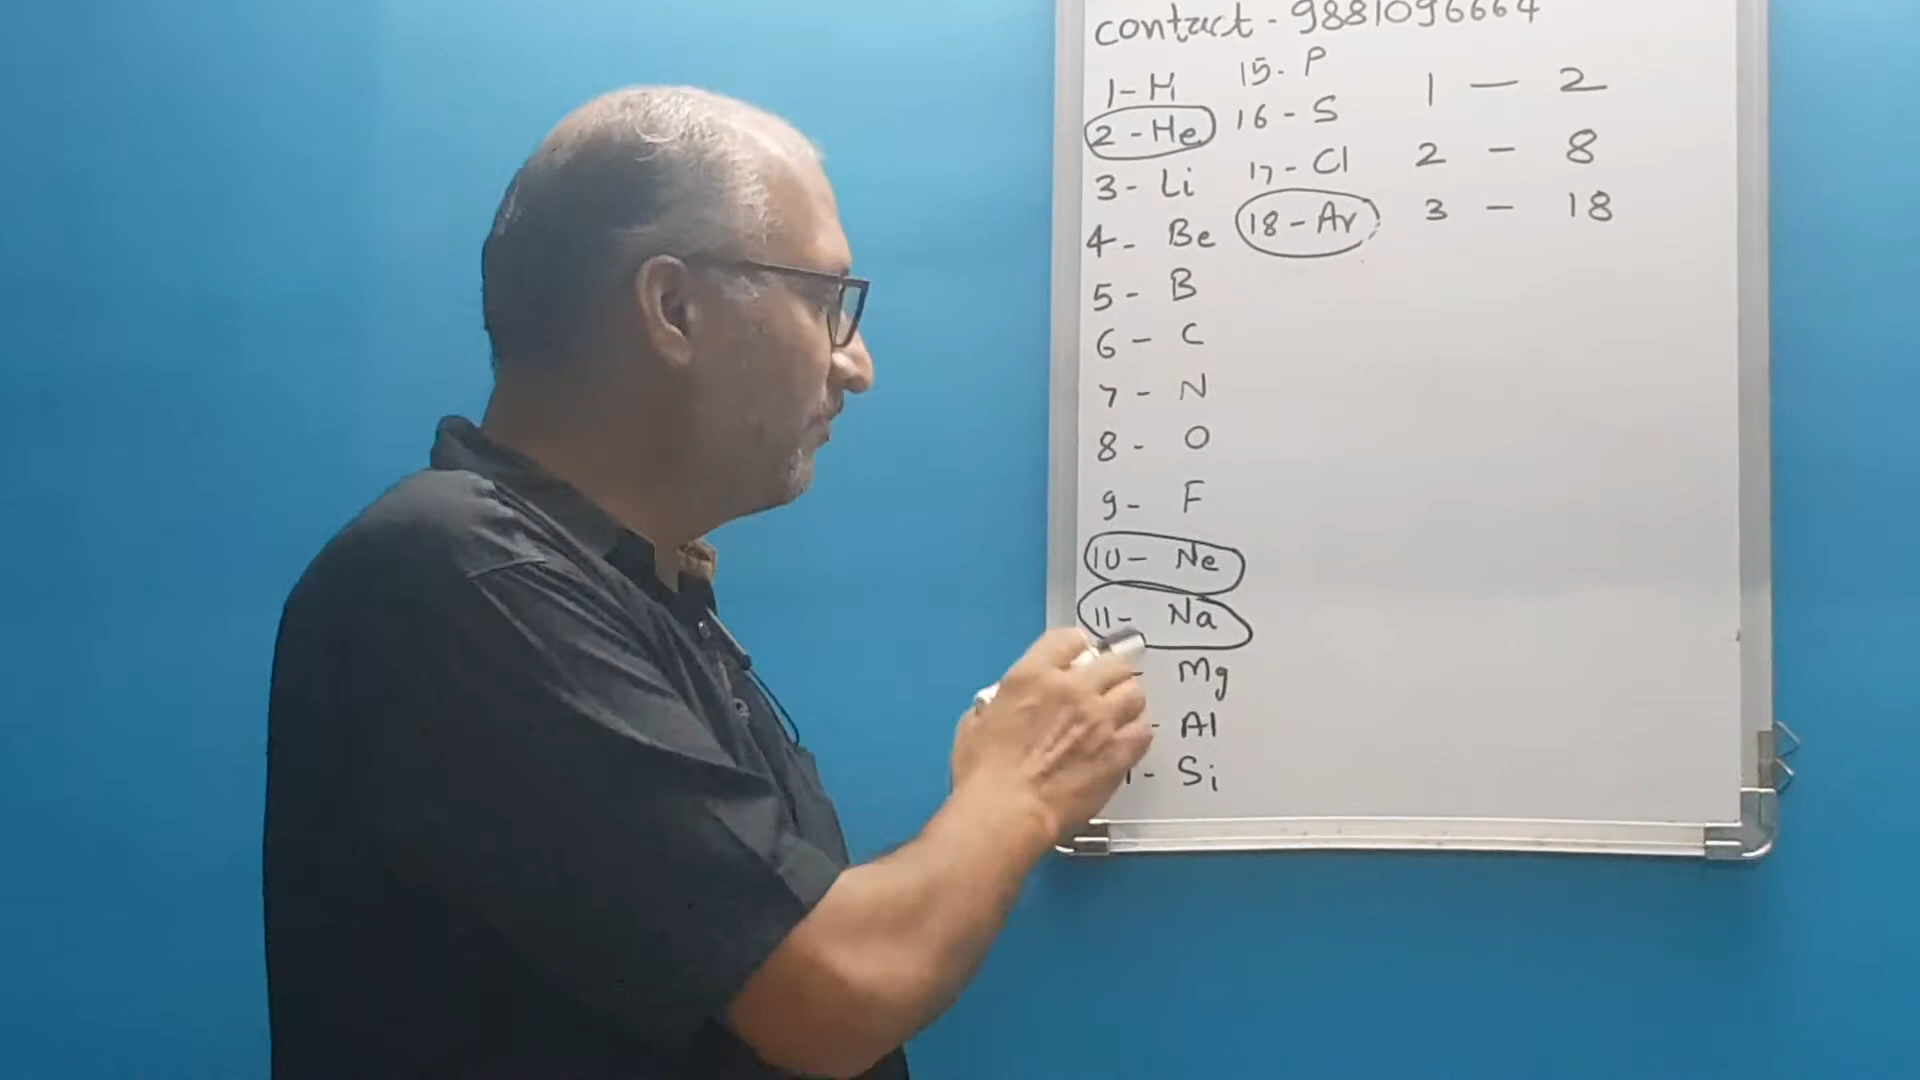 contact - 9881096664
1 - H
2 - He
3 - Li
4 - Be
5 - B
6 - C
7 - N
8 - O
9 - F
10 - Ne
11 - Na
- Mg
- Al
- Si
15 - P
16 - S
17 - Cl
18 - Ar
1 — 2
2 - 8
3 - 18